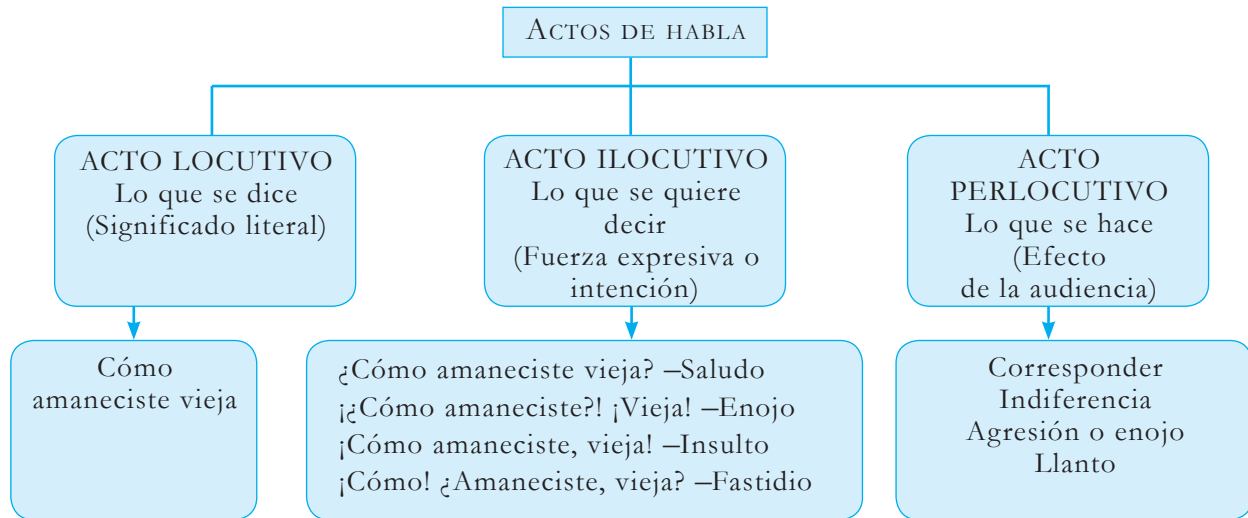 ACTOS DE HABLA
ACTO LOCUTIVO
Lo que se dice
(Significado literal)
ACTO ILOCUTIVO
Lo que se quiere
decir
(Fuerza expresiva o
intención)
ACTO
PERLOCUTIVO
Lo que se hace
(Efecto
de la audiencia)
Cómo
amaneciste vieja
¿Cómo amaneciste vieja? –Saludo
¡¿Cómo amaneciste?! ¡Vieja! –Enojo
¡Cómo amaneciste, vieja! –Insulto
¡Cómo! ¿Amaneciste, vieja? –Fastidio
Corresponder
Indiferencia
Agresión o enojo
Llanto